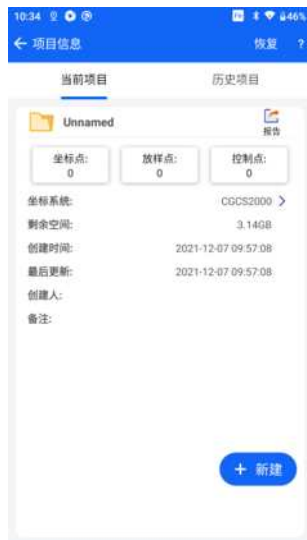 10:34 46%
项目信息 恢复 ?
当前项目 历史项目
Unnamed 报告
坐标点: 放样点: 控制点:
0 0 0
坐标系统: CGCS2000
剩余空间: 3.14GB
创建时间: 2021-12-07 09:57:08
最后更新: 2021-12-07 09:57:08
创建人:
备注:
+ 新建